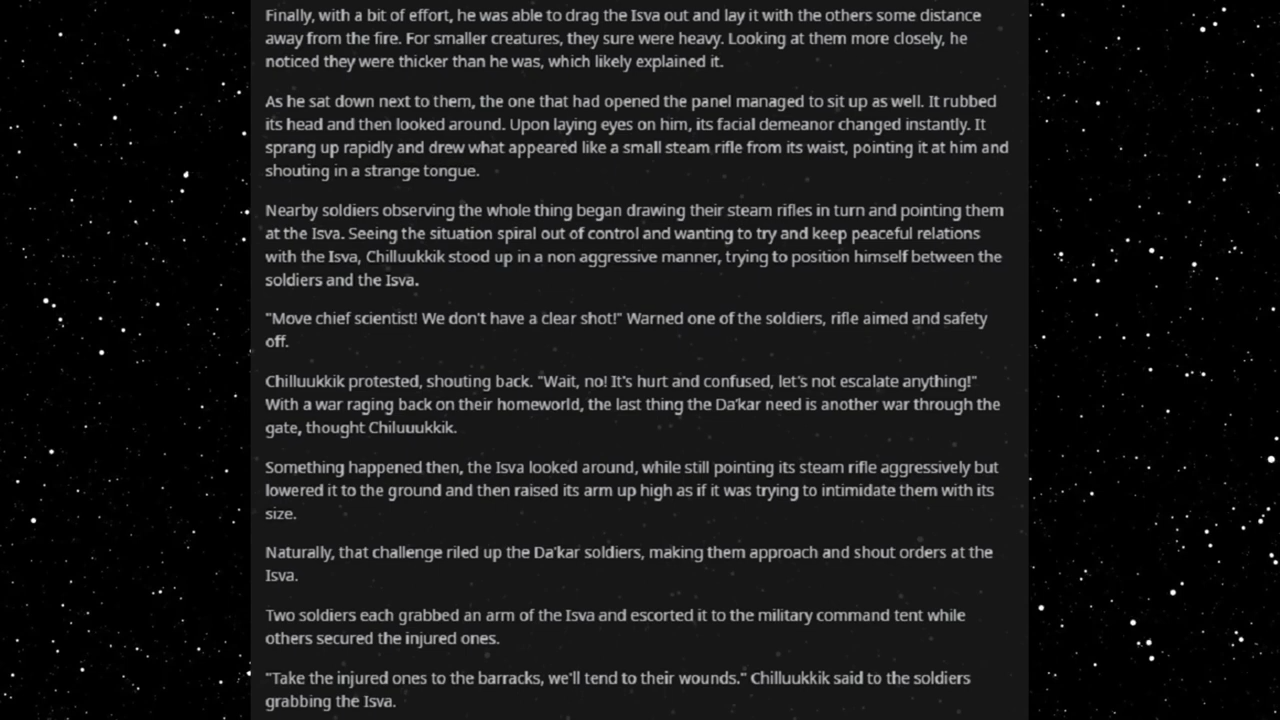 Finally, with a bit of effort, he was able to drag the Isva out and lay it with the others some distance
away from the fire. For smaller creatures, they sure were heavy. Looking at them more closely, he
noticed they were thicker than he was, which likely explained it.
As he sat down next to them, the one that had opened the panel managed to sit up as well. It rubbed
its head and then looked around. Upon laying eyes on him, its facial demeanor changed instantly. It
sprang up rapidly and drew what appeared like a small steam rifle from its waist, pointing it at him and
shouting in a strange tongue.
Nearby soldiers observing the whole thing began drawing their steam rifles in turn and pointing them
at the Isva. Seeing the situation spiral out of control and wanting to try and keep peaceful relations
with the Isva, Chilluukkik stood up in a non aggressive manner, trying to position himself between the
soldiers and the Isva.
"Move chief scientist! We don't have a clear shot!" Warned one of the soldiers, rifle aimed and safety
off.
Chilluukkik protested, shouting back. "Wait, no! It's hurt and confused, let's not escalate anything!"
With a war raging back on their homeworld, the last thing the Da'kar need is another war through the
gate, thought Chiluuukkik.
Something happened then, the Isva looked around, while still pointing its steam rifle aggressively but
lowered it to the ground and then raised its arm up high as if it was trying to intimidate them with its
size.
Naturally, that challenge riled up the Da'kar soldiers, making them approach and shout orders at the
Isva.
Two soldiers each grabbed an arm of the Isva and escorted it to the military command tent while
others secured the injured ones.
"Take the injured ones to the barracks, we'll tend to their wounds." Chilluukkik said to the soldiers
grabbing the Isva.